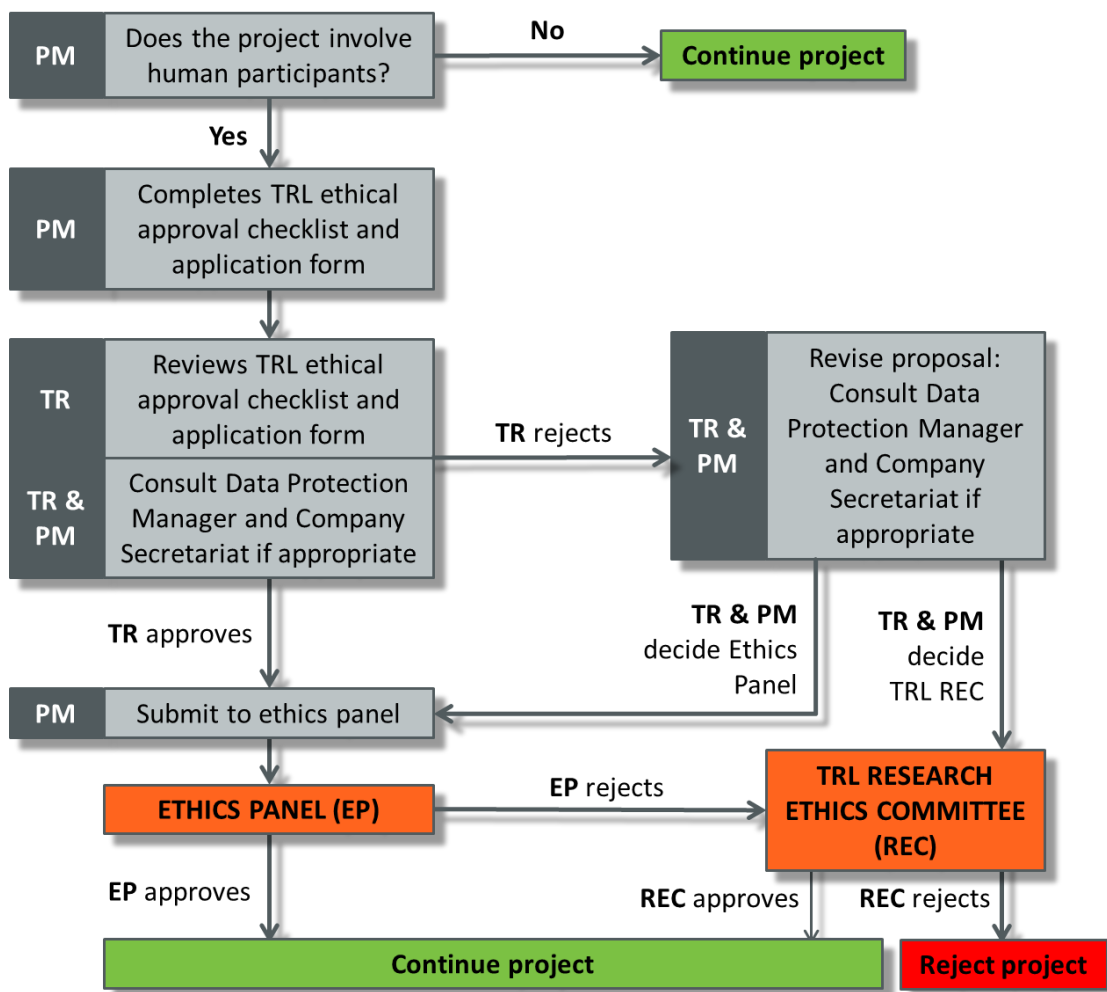 PM
Does the project involve
human participants?
No
Continue project
Yes
PM
Completes TRL ethical
approval checklist and
application form
TR
Reviews TRL ethical
approval checklist and
application form
TR &
PM
Consult Data Protection
Manager and Company
Secretariat if appropriate
TR rejects
TR &
PM
Revise proposal:
Consult Data
Protection Manager
and Company
Secretariat if
appropriate
TR approves
TR & PM
decide Ethics
Panel
TR & PM
decide
TRL REC
PM
Submit to ethics panel
ETHICS PANEL (EP)
EP rejects
TRL RESEARCH
ETHICS COMMITTEE
(REC)
EP approves
REC approves
REC rejects
Continue project
Reject project